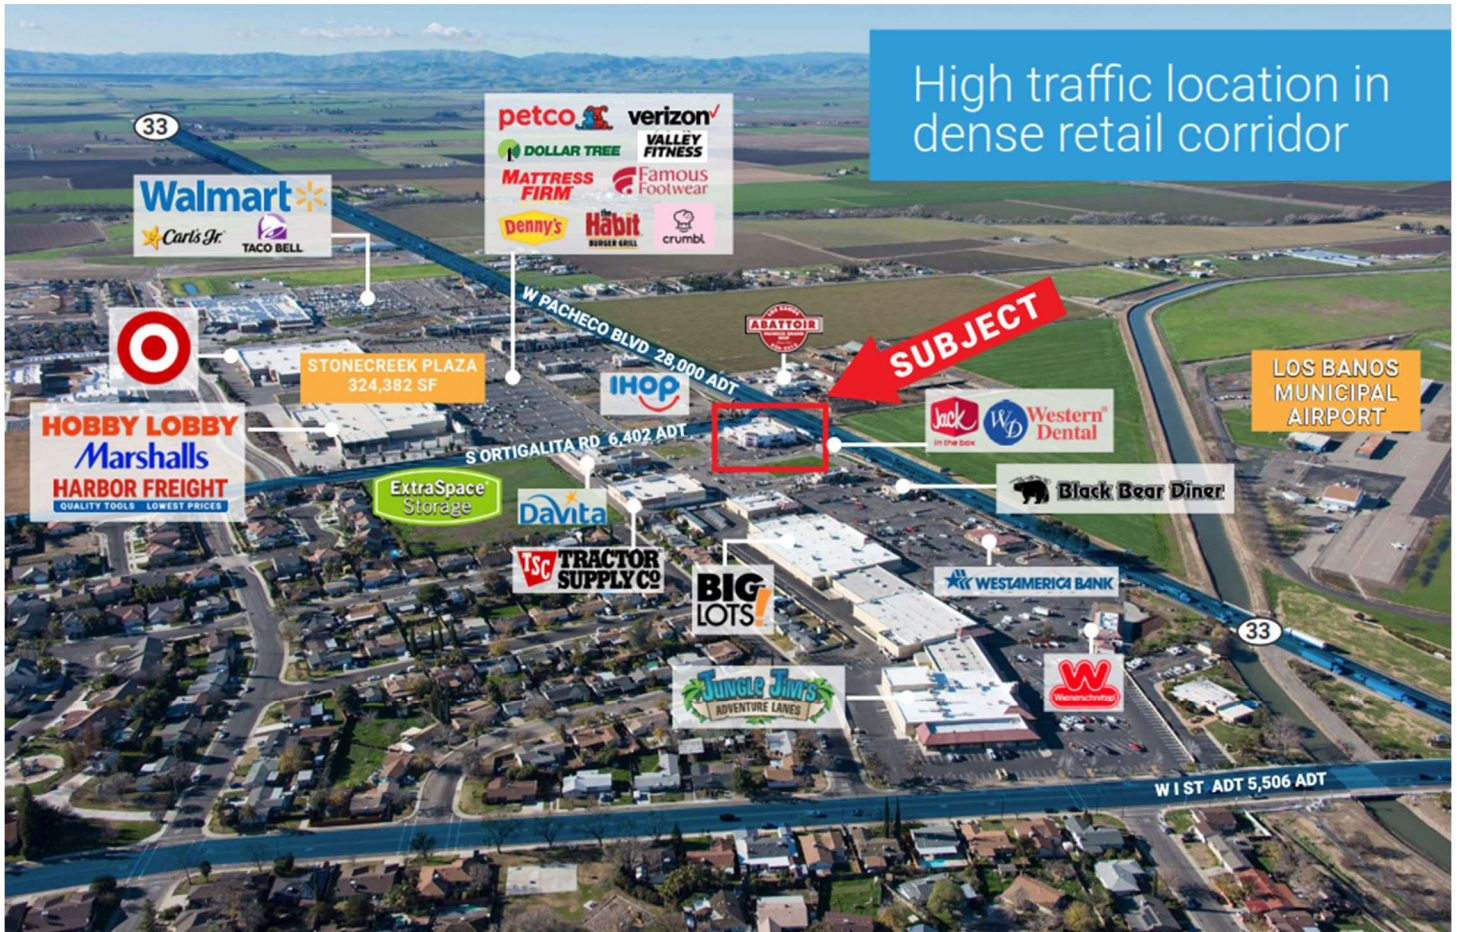 High traffic location in
dense retail corridor
33
petco
verizon
DOLLAR TREE
VALLEY
FITNESS
MATTRESS
FIRM
Famous
Footwear
Denny's
the
Habit
BURGER GRILL
crumbl
Walmart
Carl's Jr.
TACO BELL
W PACHECO BLVD 28,000 ADT
ABATTOIR
SUBJECT
STONECREEK PLAZA
324,382 SF
IHOP
LOS BANOS
MUNICIPAL
AIRPORT
Jack
in the box
WD
Western
Dental
HOBBY LOBBY
Marshalls
HARBOR FREIGHT
QUALITY TOOLS LOWEST PRICES
S ORTIGALITA RD 6,402 ADT
ExtraSpace
Storage
DaVita
Black Bear Diner
TSC
TRACTOR
SUPPLY CO
BIG
LOTS!
WESTAMERICA BANK
33
JUNGLE JIM'S
ADVENTURE LANES
W
Wienerschnitzel
W I ST ADT 5,506 ADT